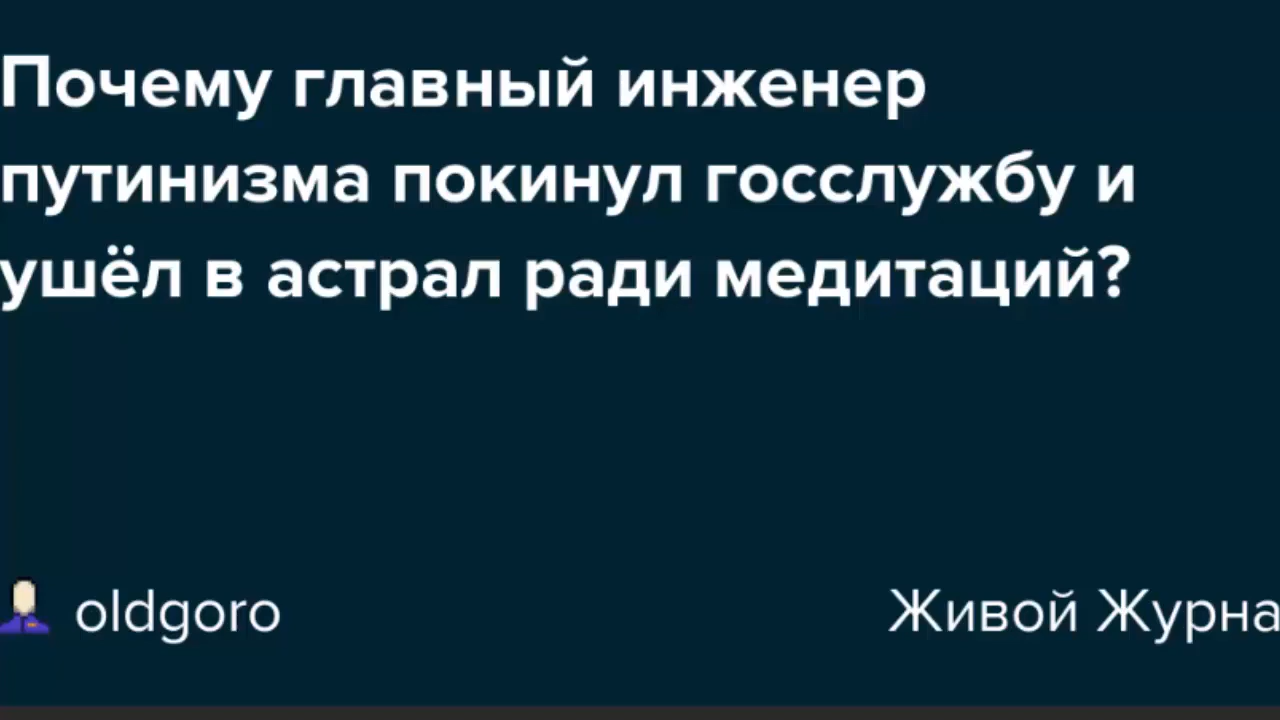 Почему главный инженер
путинизма покинул госслужбу и
ушёл в астрал ради медитаций?
oldgoro
Живой Журна